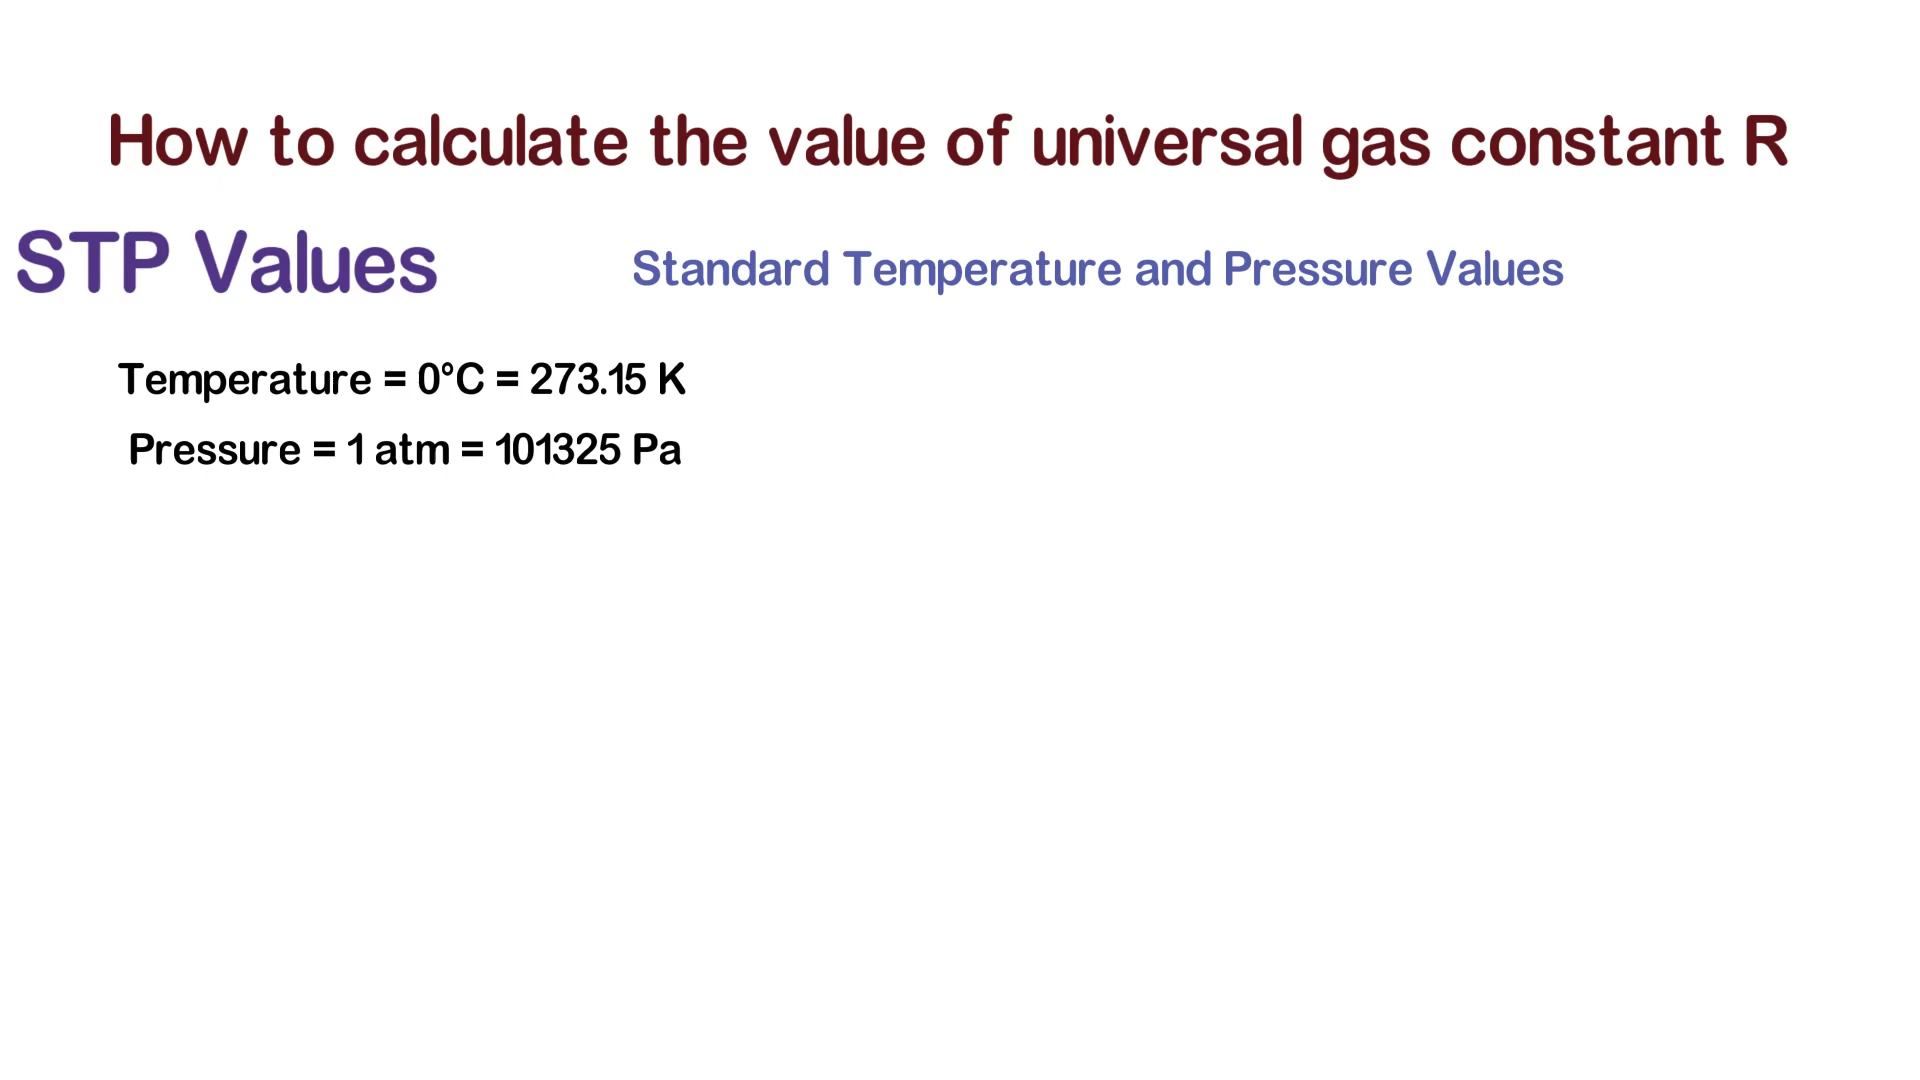 How to calculate the value of universal gas constant R
STP Values
Standard Temperature and Pressure Values
Temperature = 0°C = 273.15 K
Pressure = 1 atm = 101325 Pa